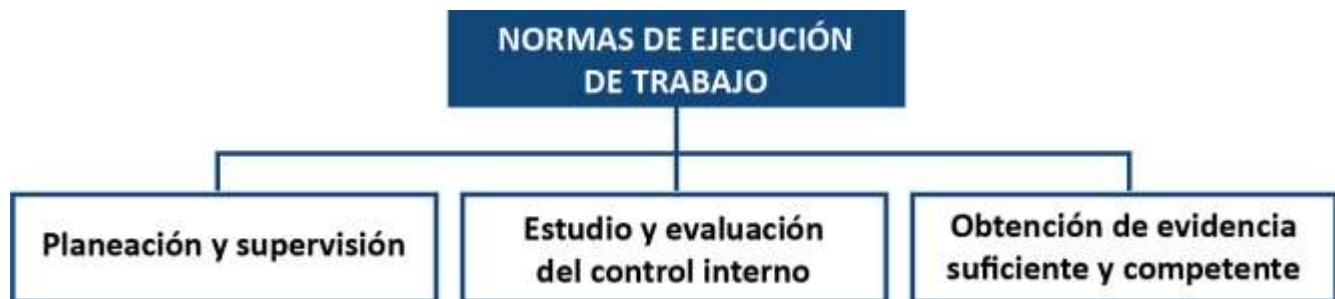 NORMAS DE EJECUCIÓN
DE TRABAJO
Planeación y supervisión
Estudio y evaluación
del control interno
Obtención de evidencia
suficiente y competente